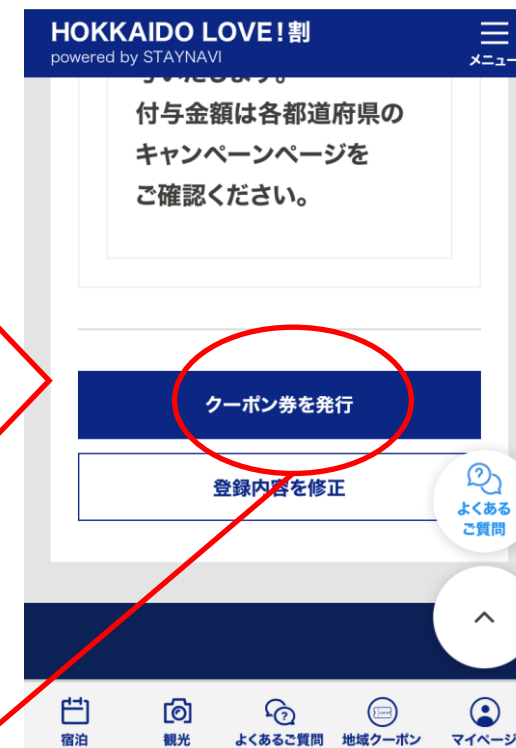 HOKKAIDO LOVE!割
powered by STAYNAVI
メニュー
付与金額は各都道府県の
キャンペーンページを
ご確認ください。
クーポン券を発行
登録内容を修正
よくある
ご質問
宿泊
観光
よくあるご質問
地域クーポン
マイページ